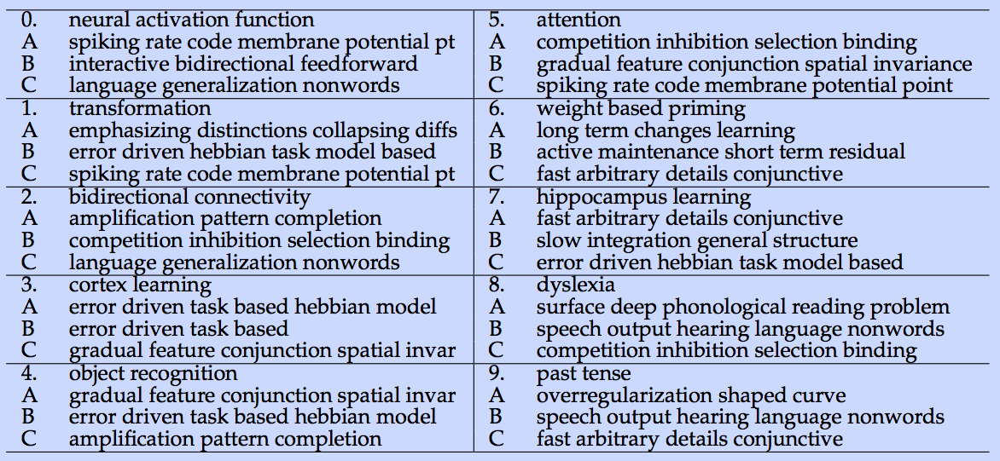 0. neural activation function
A spiking rate code membrane potential pt
B interactive bidirectional feedforward
C language generalization nonwords
1. transformation
A emphasizing distinctions collapsing diffs
B error driven hebbian task model based
C spiking rate code membrane potential pt
2. bidirectional connectivity
A amplification pattern completion
B competition inhibition selection binding
C language generalization nonwords
3. cortex learning
A error driven task based hebbian model
B error driven task based
C gradual feature conjunction spatial invar
4. object recognition
A gradual feature conjunction spatial invar
B error driven task based hebbian model
C amplification pattern completion
5. attention
A competition inhibition selection binding
B gradual feature conjunction spatial invariance
C spiking rate code membrane potential point
6. weight based priming
A long term changes learning
B active maintenance short term residual
C fast arbitrary details conjunctive
7. hippocampus learning
A fast arbitrary details conjunctive
B slow integration general structure
C error driven hebbian task model based
8. dyslexia
A surface deep phonological reading problem
B speech output hearing language nonwords
C competition inhibition selection binding
9. past tense
A overregularization shaped curve
B speech output hearing language nonwords
C fast arbitrary details conjunctive